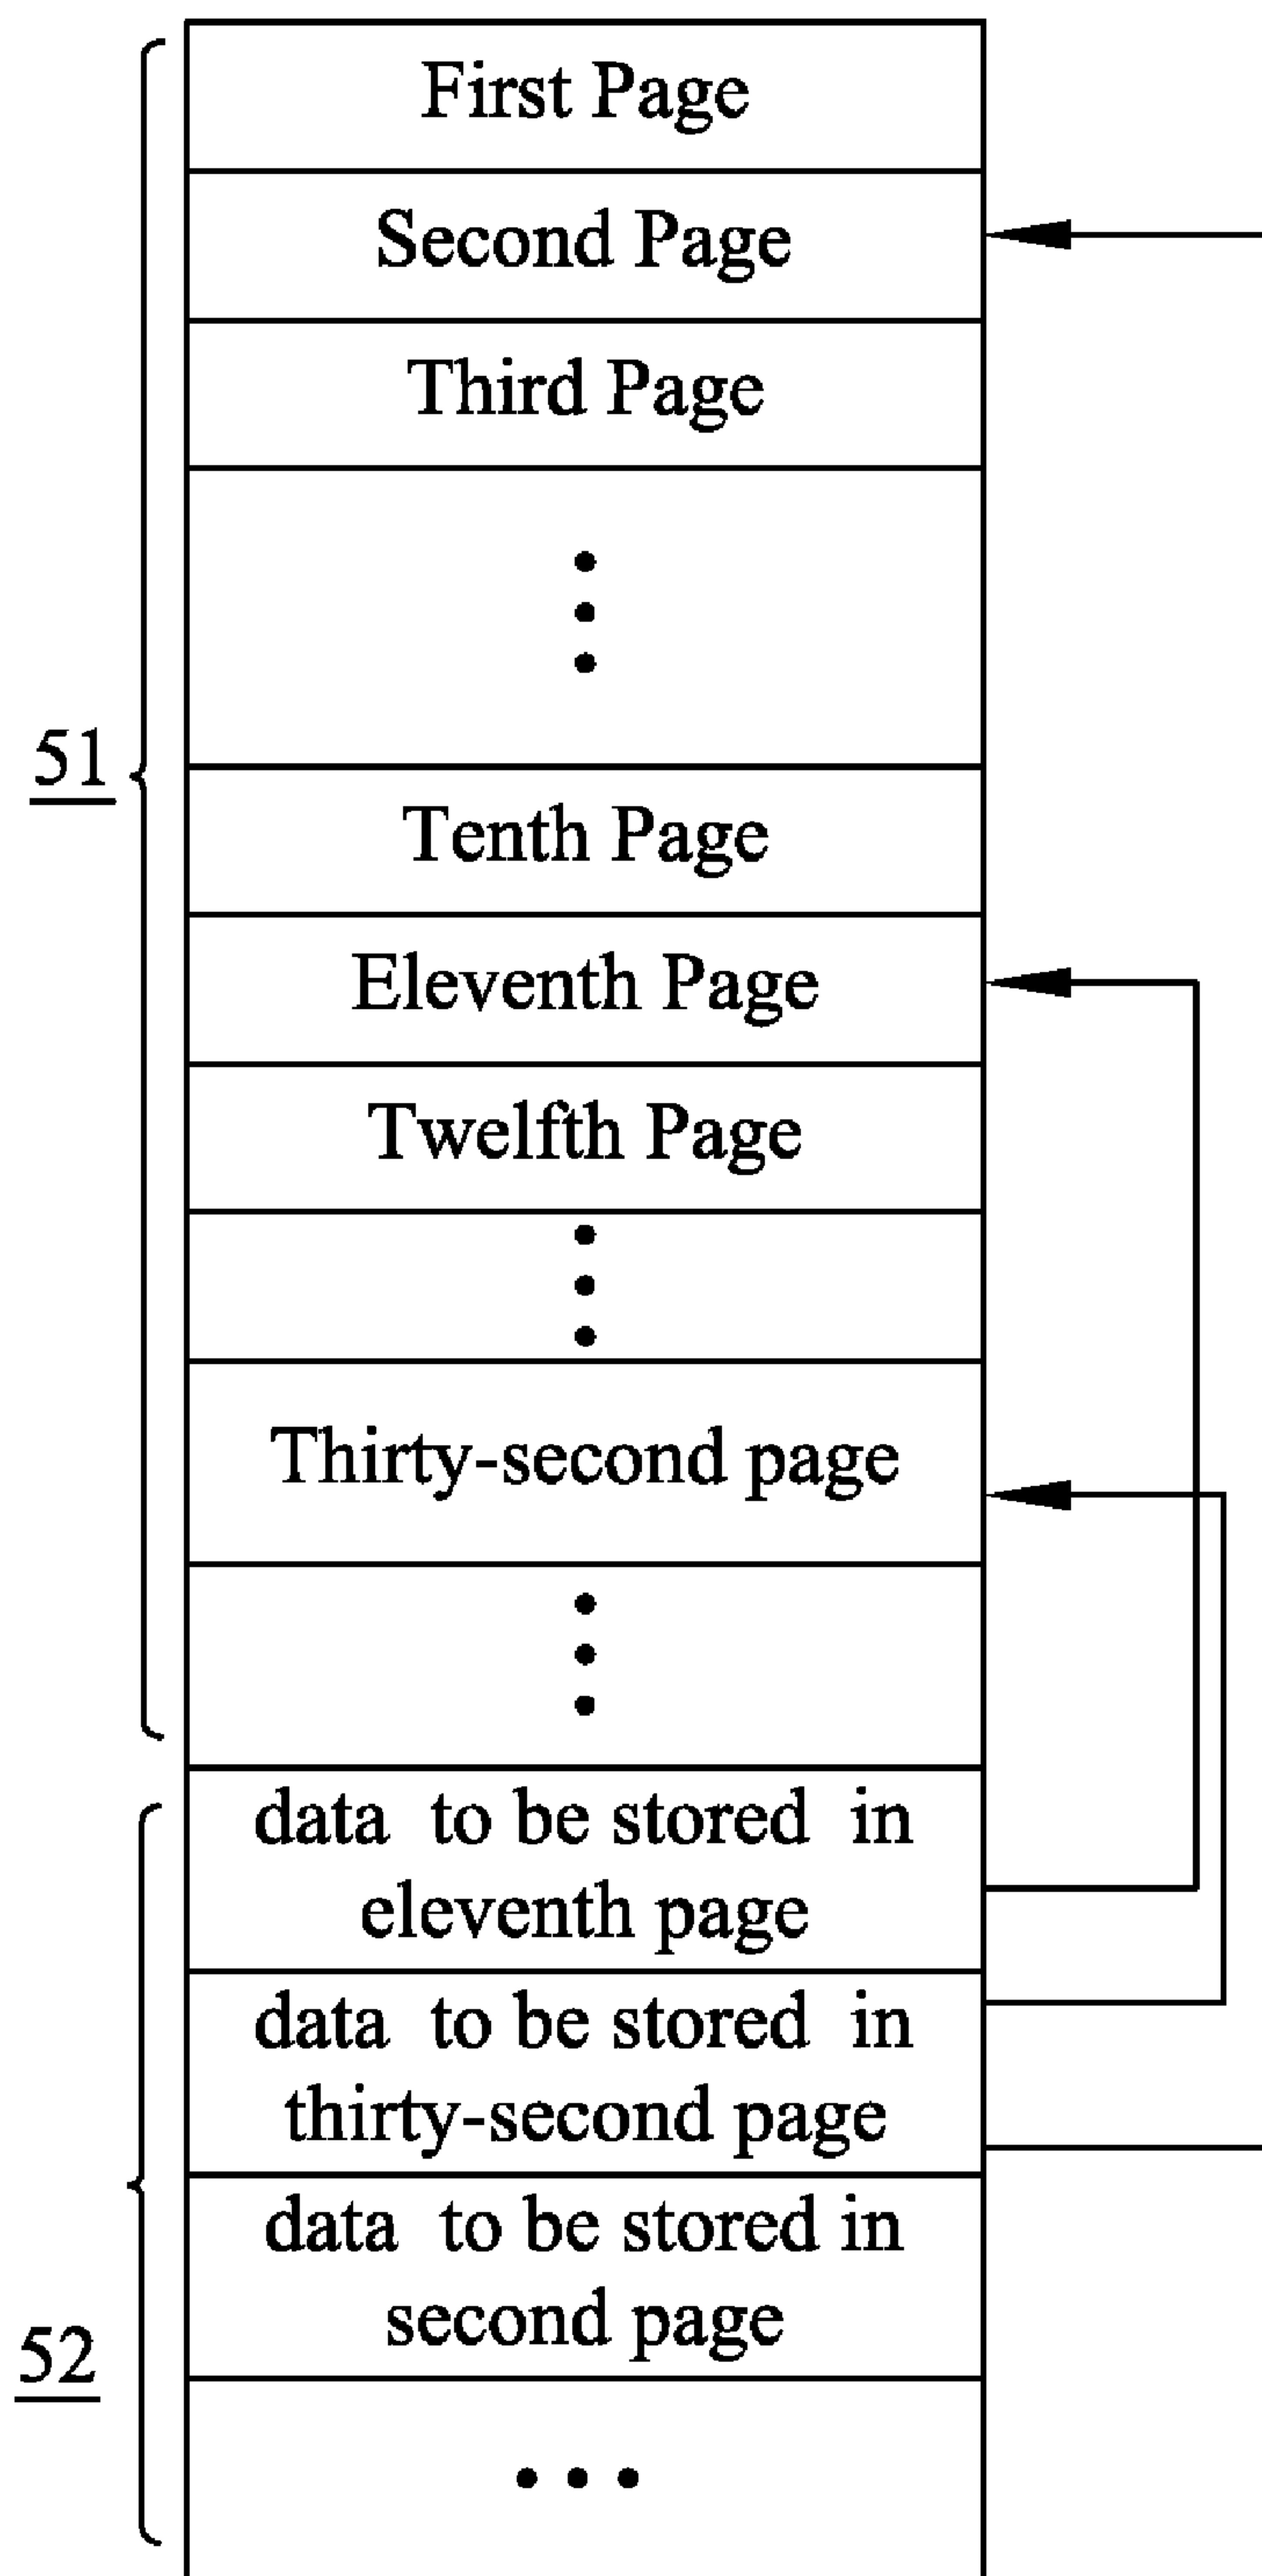 First Page
Second Page
Third Page
51
Tenth Page
Eleventh Page
Twelfth Page
Thirty-second page
data to be stored in
eleventh page
data to be stored in
thirty-second page
data to be stored in
second page
52